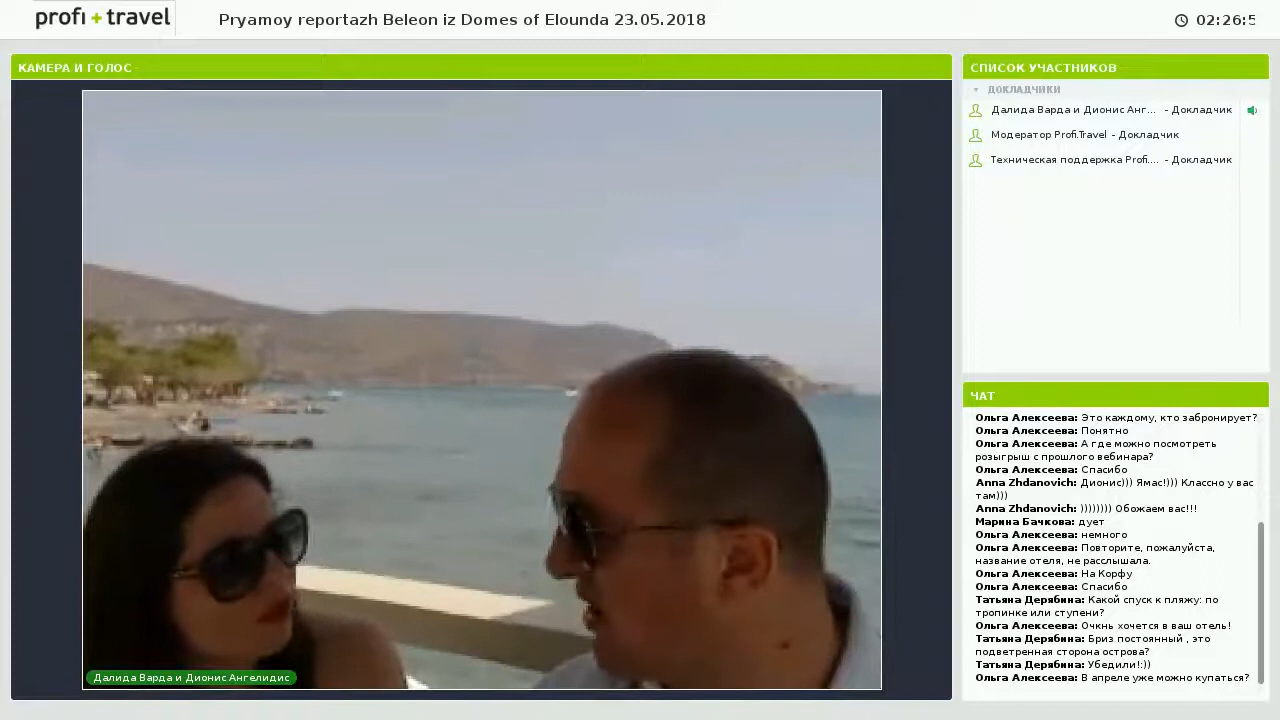 profi + travel
Pryamoy reportazh Beleon iz Domes of Elounda 23.05.2018
02:26:5
КАМЕРА И ГОЛОС
Далида Варда и Дионис Ангелидис
СПИСОК УЧАСТНИКОВ
ДОКЛАДЧИКИ
Далида Варда и Дионис Анг... - Докладчик
Модератор Profi.Travel - Докладчик
Техническая поддержка Profi.... - Докладчик
ЧАТ
Ольга Алексеева: Это каждому, кто забронирует?
Ольга Алексеева: Понятно
Ольга Алексеева: А где можно посмотреть
розыгрыш с прошлого вебинара?
Ольга Алексеева: Спасибо
Anna Zhdanovich: Дионис))) Ямас!))) Классно у вас
там)))
Anna Zhdanovich: )))))))) Обожаем вас!!!
Марина Бачкова: дует
Ольга Алексеева: немного
Ольга Алексеева: Повторите, пожалуйста,
название отеля, не расслышала.
Ольга Алексеева: На Корфу
Ольга Алексеева: Спасибо
Татьяна Дерябина: Какой спуск к пляжу: по
тропинке или ступени?
Ольга Алексеева: Очкнь хочется в ваш отель!
Татьяна Дерябина: Бриз постоянный , это
подветренная сторона острова?
Татьяна Дерябина: Убедили!:))
Ольга Алексеева: В апреле уже можно купаться?